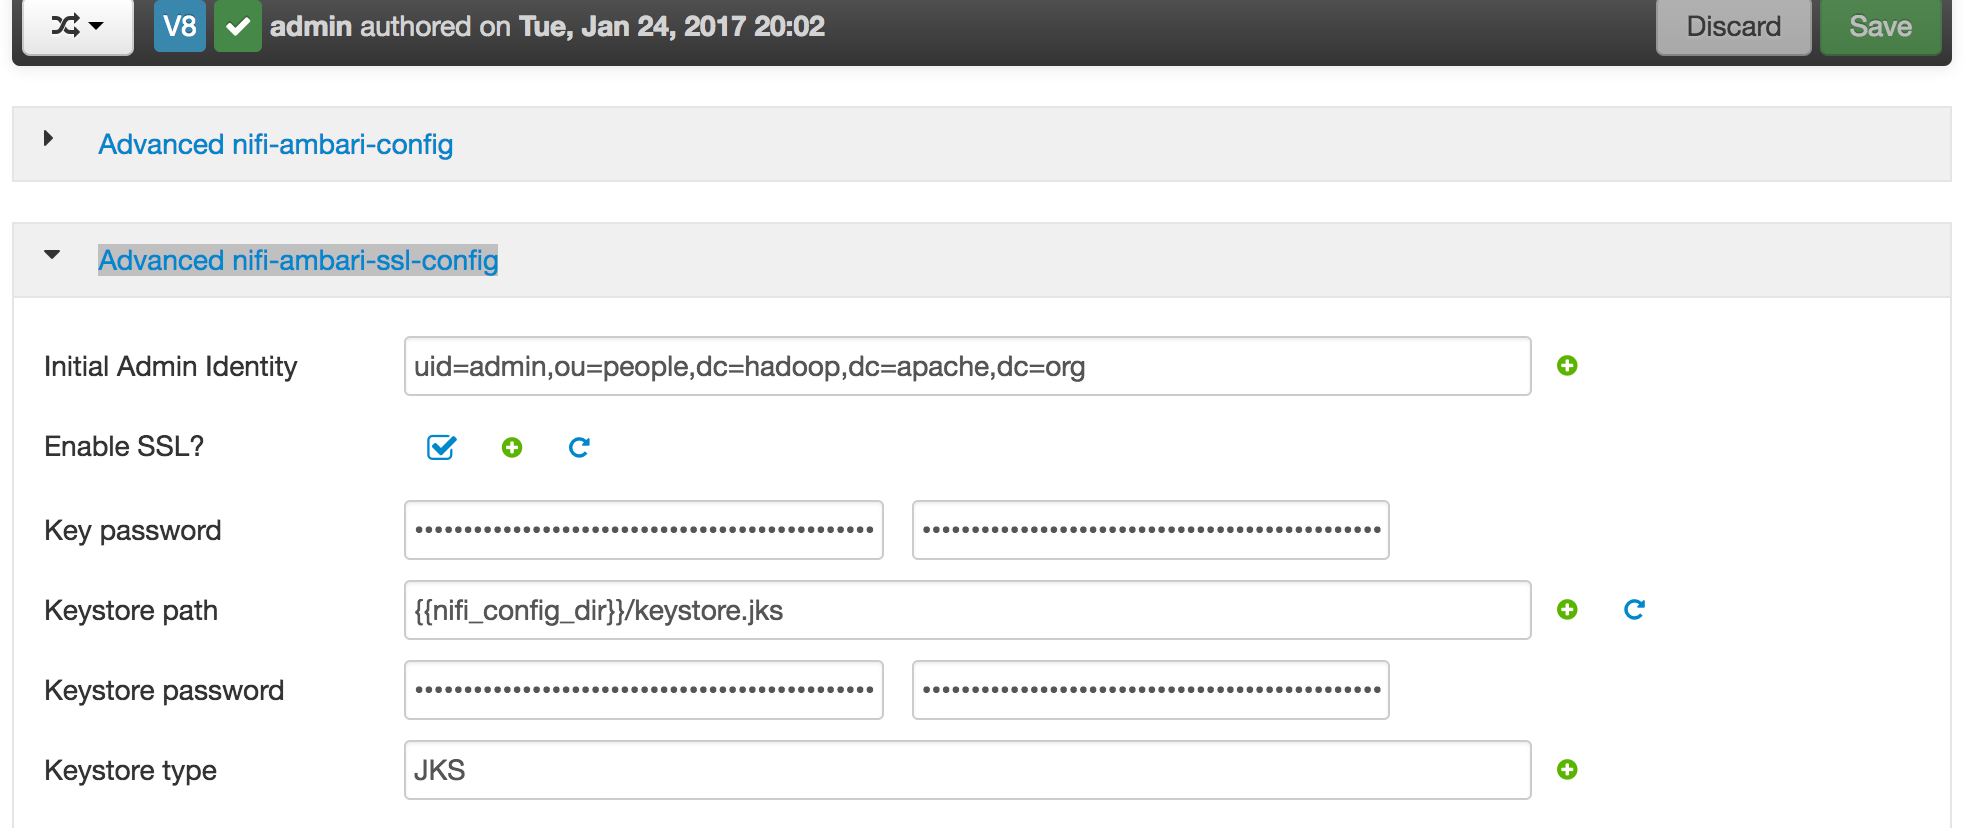 V8 admin authored on Tue, Jan 24, 2017 20:02 Discard Save
Advanced nifi-ambari-config
Advanced nifi-ambari-ssl-config
Initial Admin Identity uid=admin,ou=people,dc=hadoop,dc=apache,dc=org
Enable SSL?
Key password
Keystore path {{nifi_config_dir}}/keystore.jks
Keystore password
Keystore type JKS